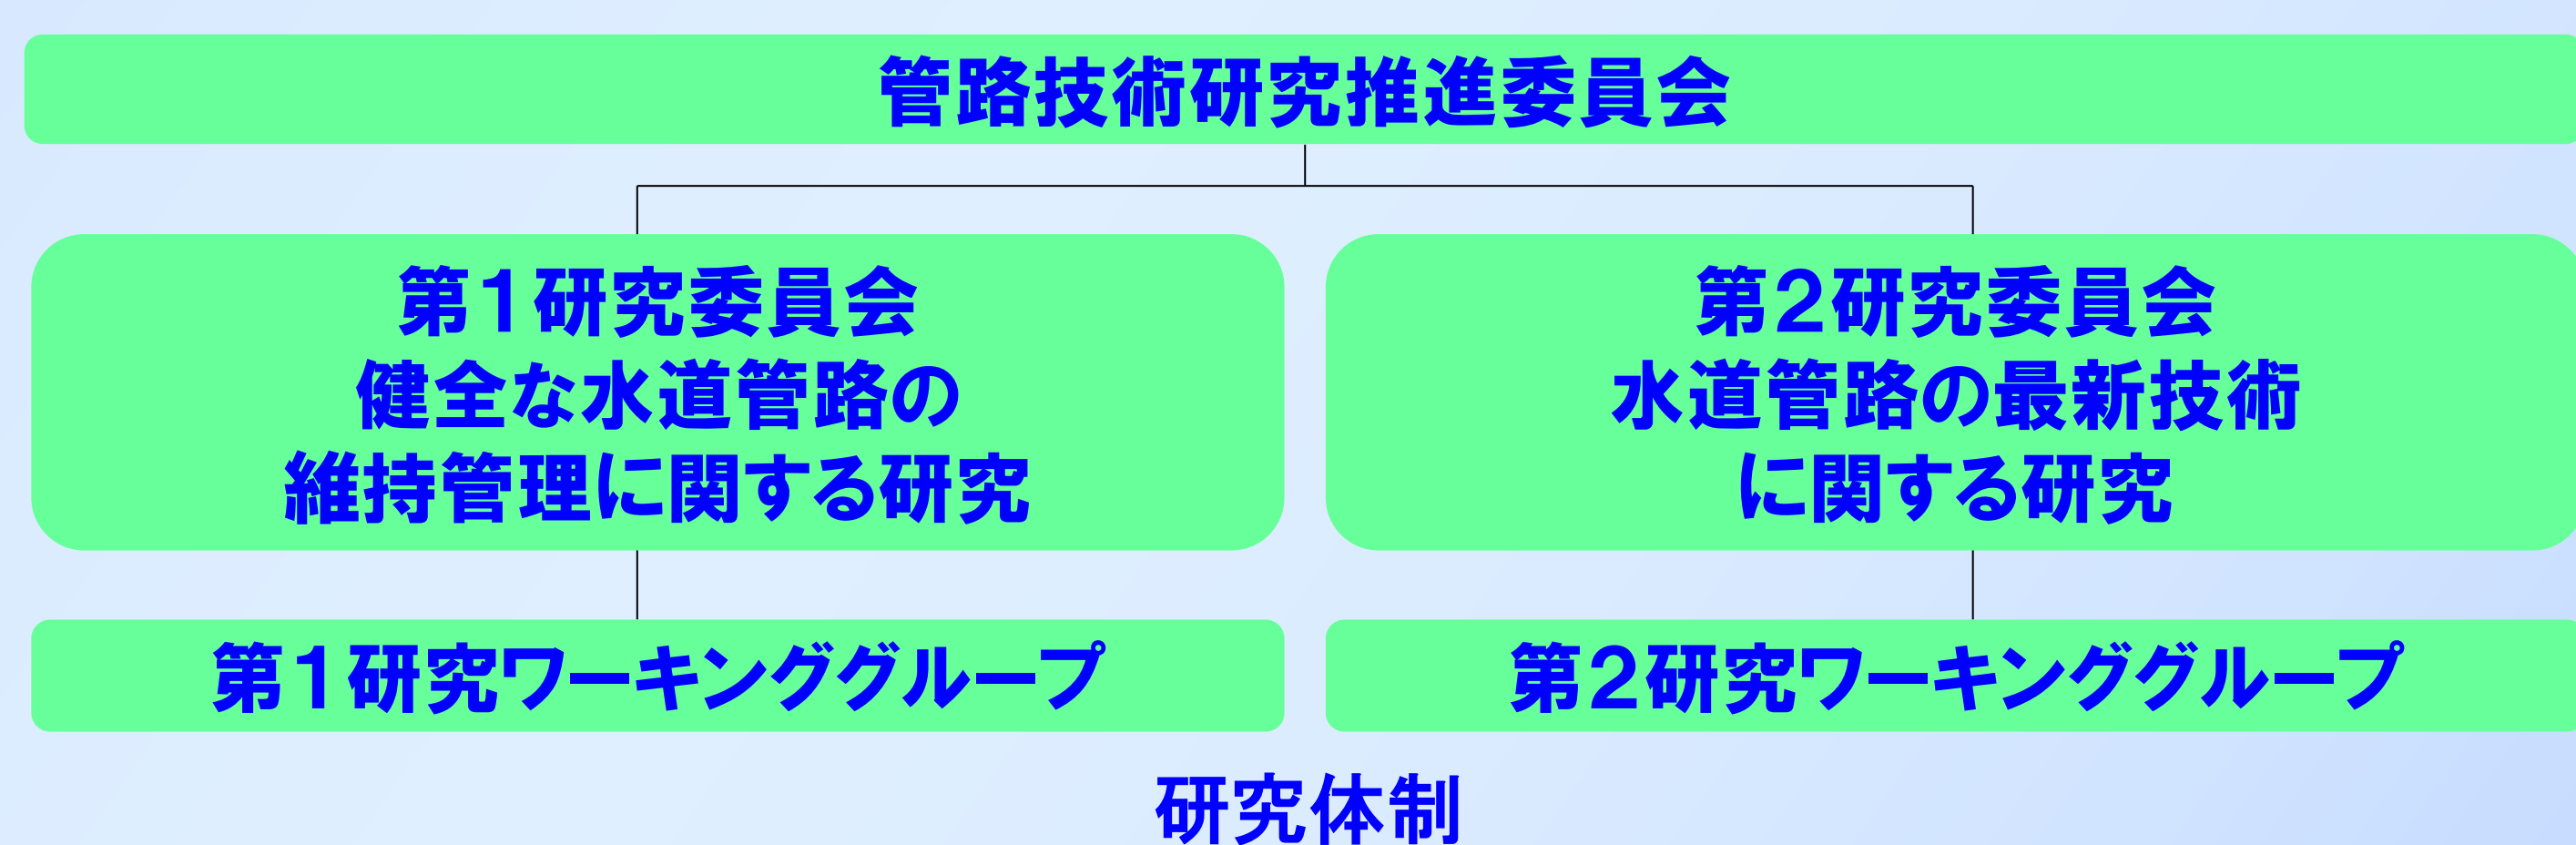 管路技術研究推進委員会
第1研究委員会
健全な水道管路の
維持管理に関する研究
第2研究委員会
水道管路の最新技術
に関する研究
第1研究ワーキンググループ
第2研究ワーキンググループ
研究体制